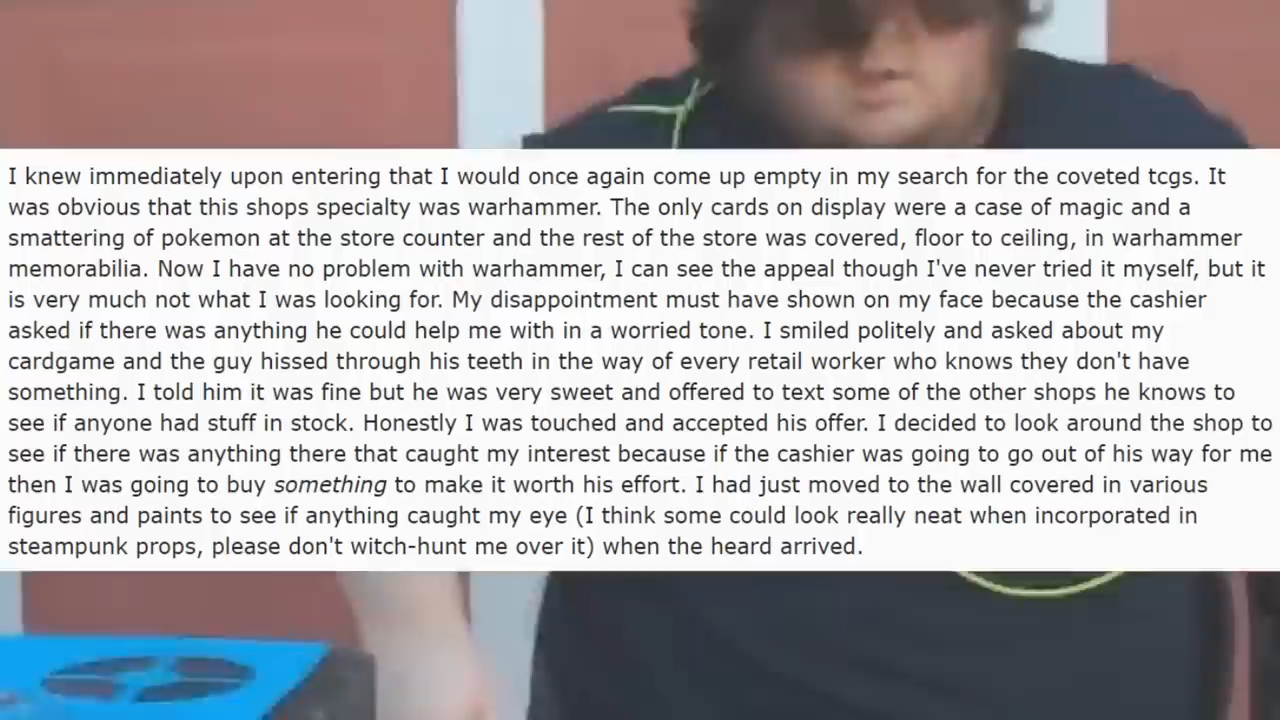 I knew immediately upon entering that I would once again come up empty in my search for the coveted tcgs. It
was obvious that this shops specialty was warhammer. The only cards on display were a case of magic and a
smattering of pokemon at the store counter and the rest of the store was covered, floor to ceiling, in warhammer
memorabilia. Now I have no problem with warhammer, I can see the appeal though I've never tried it myself, but it
is very much not what I was looking for. My disappointment must have shown on my face because the cashier
asked if there was anything he could help me with in a worried tone. I smiled politely and asked about my
cardgame and the guy hissed through his teeth in the way of every retail worker who knows they don't have
something. I told him it was fine but he was very sweet and offered to text some of the other shops he knows to
see if anyone had stuff in stock. Honestly I was touched and accepted his offer. I decided to look around the shop to
see if there was anything there that caught my interest because if the cashier was going to go out of his way for me
then I was going to buy something to make it worth his effort. I had just moved to the wall covered in various
figures and paints to see if anything caught my eye (I think some could look really neat when incorporated in
steampunk props, please don't witch-hunt me over it) when the heard arrived.